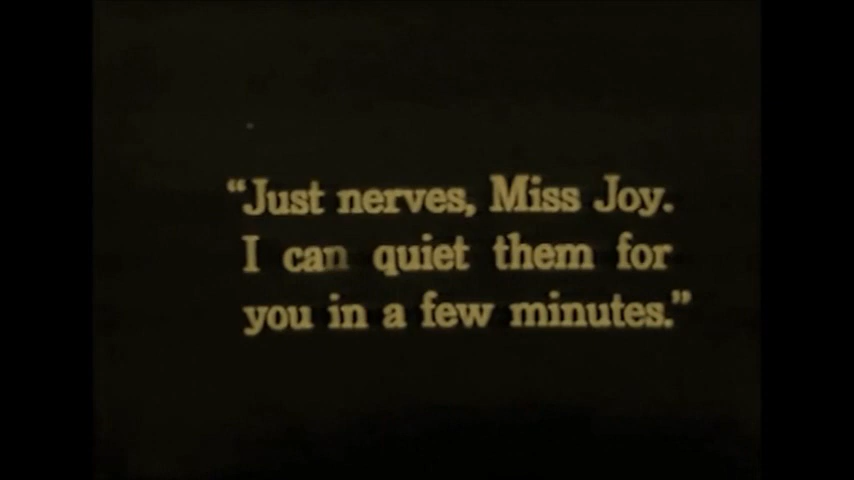 “Just nerves, Miss Joy.
I can quiet them for
you in a few minutes.”